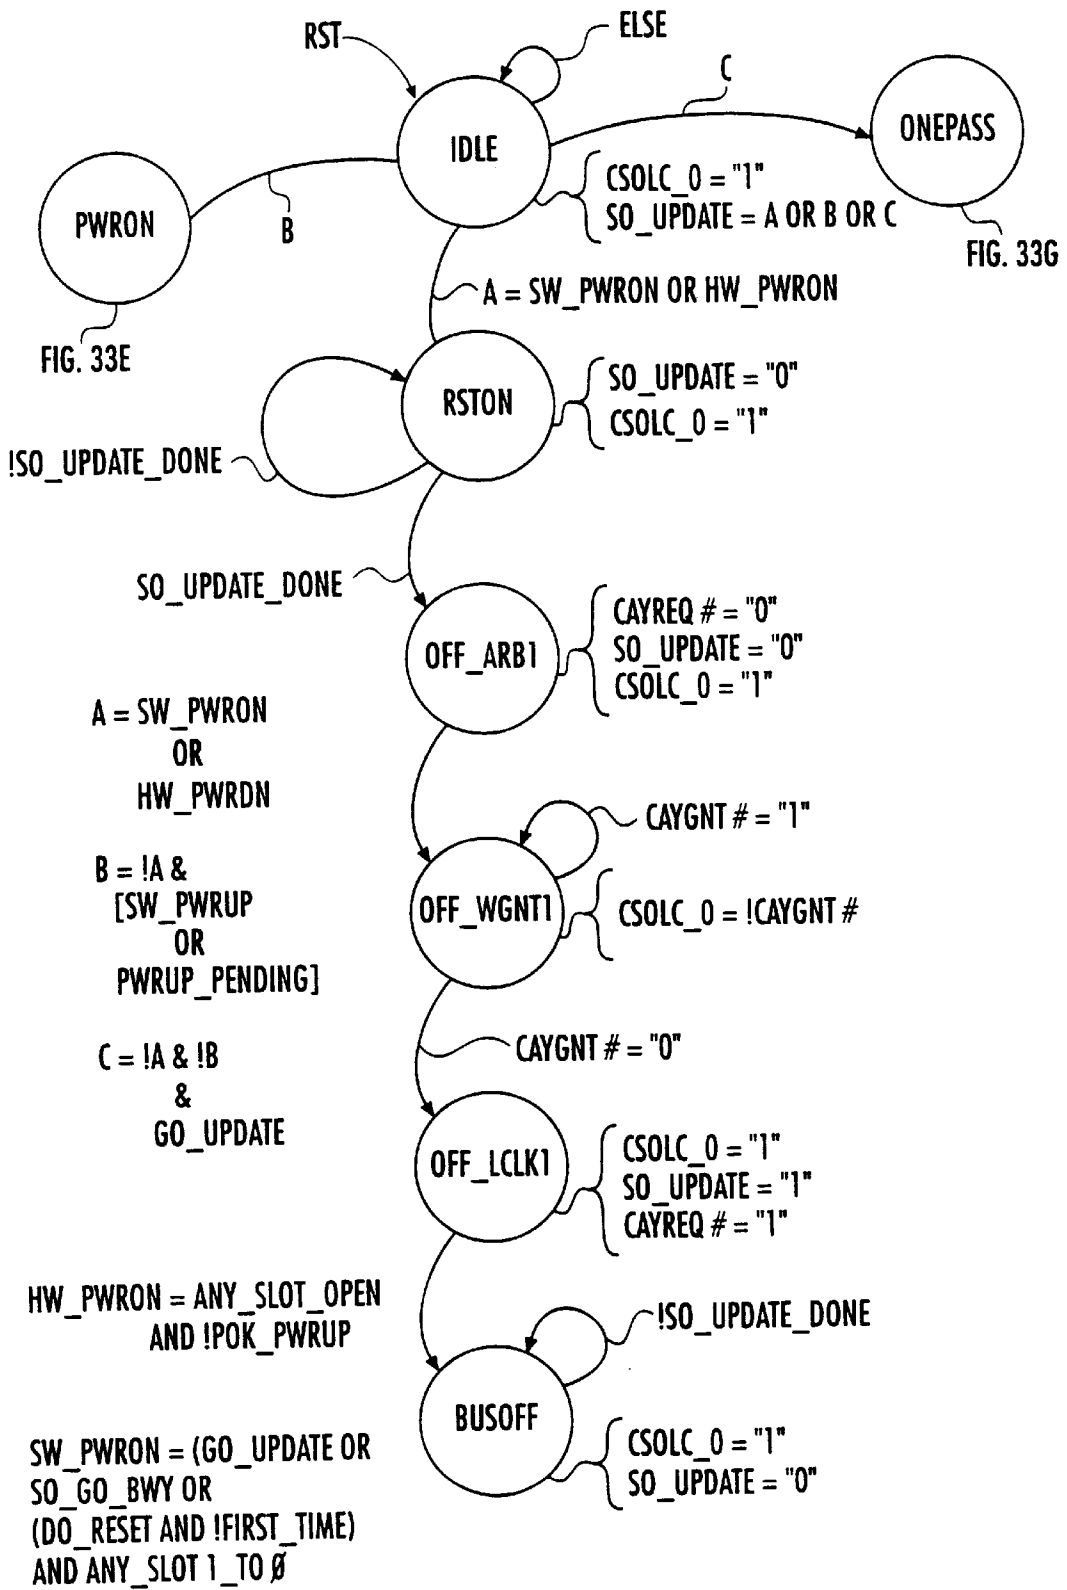 RST
ELSE
C
IDLE
ONEPASS
PWRON
B
CSOLC_0 = "1"
SO_UPDATE = A OR B OR C
FIG. 33G
A = SW_PWRON OR HW_PWRON
FIG. 33E
RSTON
SO_UPDATE = "0"
CSOLC_0 = "1"
!SO_UPDATE_DONE
SO_UPDATE_DONE
OFF_ARB1
CAYREQ # = "0"
SO_UPDATE = "0"
CSOLC_0 = "1"
A = SW_PWRON
OR
HW_PWRDN
CAYGNT # = "1"
B = !A &
[SW_PWRUP
OR
PWRUP_PENDING]
OFF_WGNT1
CSOLC_0 = !CAYGNT #
C = !A & !B
&
GO_UPDATE
CAYGNT # = "0"
OFF_LCLK1
CSOLC_0 = "1"
SO_UPDATE = "1"
CAYREQ # = "1"
HW_PWRON = ANY_SLOT_OPEN
AND !POK_PWRUP
!SO_UPDATE_DONE
BUSOFF
CSOLC_0 = "1"
SO_UPDATE = "0"
SW_PWRON = (GO_UPDATE OR
SO_GO_BWY OR
(DO_RESET AND !FIRST_TIME)
AND ANY_SLOT 1_TO Ø